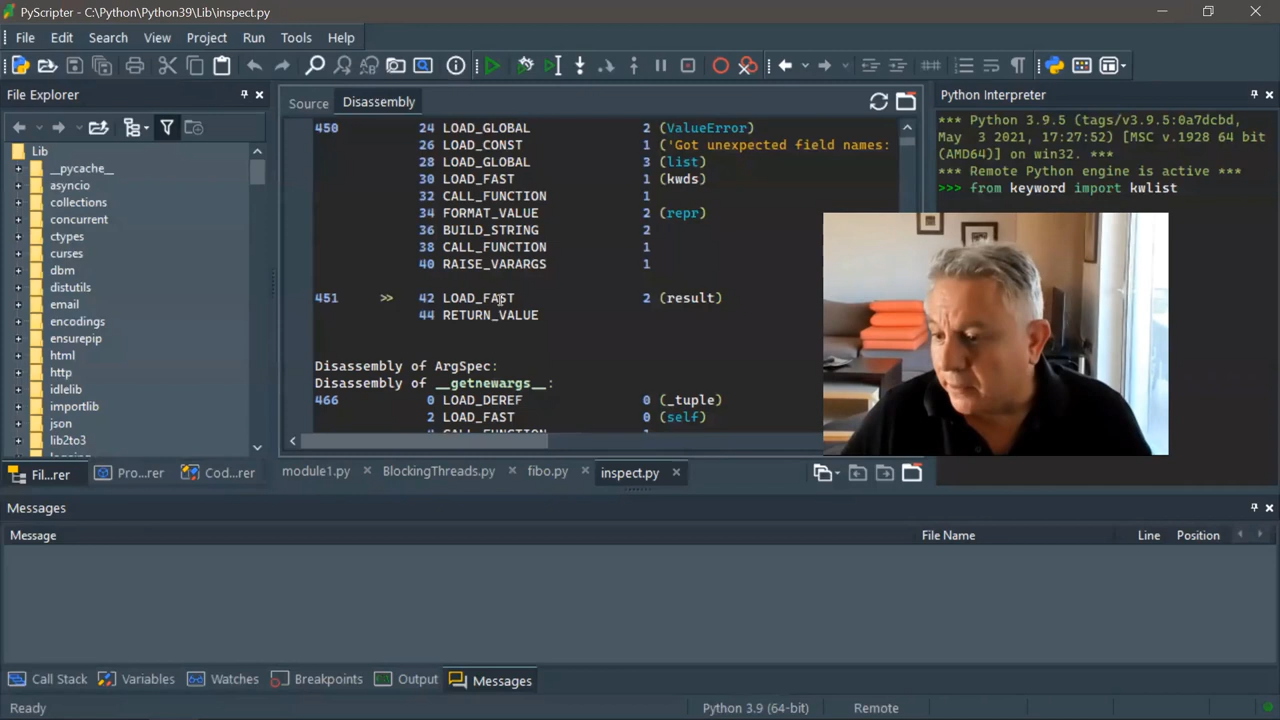 PyScripter - C:\Python\Python39\Lib\inspect.py
File Edit Search View Project Run Tools Help
File Explorer
Lib
__pycache__
asyncio
collections
concurrent
ctypes
curses
dbm
distutils
email
encodings
ensurepip
html
http
idlelib
importlib
json
lib2to3
Fil...rer Pro...rer Cod...rer
Source Disassembly
450 24 LOAD_GLOBAL 2 (ValueError)
26 LOAD_CONST 1 ('Got unexpected field names:
28 LOAD_GLOBAL 3 (list)
30 LOAD_FAST 1 (kwds)
32 CALL_FUNCTION 1
34 FORMAT_VALUE 2 (repr)
36 BUILD_STRING 2
38 CALL_FUNCTION 1
40 RAISE_VARARGS 1
451 >> 42 LOAD_FAST 2 (result)
44 RETURN_VALUE
Disassembly of ArgSpec:
Disassembly of __getnewargs__:
466 0 LOAD_DEREF 0 (_tuple)
2 LOAD_FAST 0 (self)
module1.py BlockingThreads.py fibo.py inspect.py
Python Interpreter
*** Python 3.9.5 (tags/v3.9.5:0a7dcbd,
May 3 2021, 17:27:52) [MSC v.1928 64 bit
(AMD64)] on win32. ***
*** Remote Python engine is active ***
>>> from keyword import kwlist
Messages
Message File Name Line Position
Call Stack Variables Watches Breakpoints Output Messages
Ready Python 3.9 (64-bit) Remote